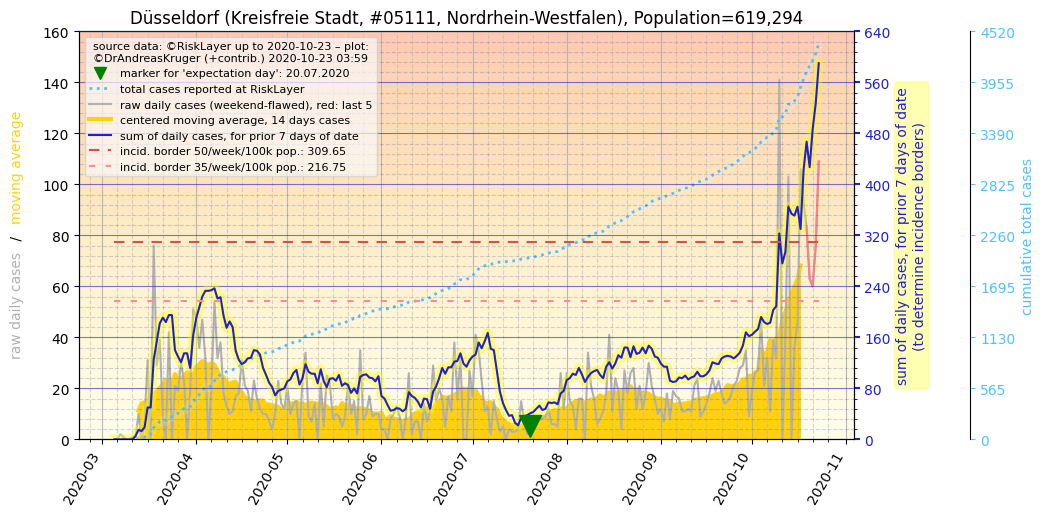 Düsseldorf (Kreisfreie Stadt, #05111, Nordrhein-Westfalen), Population=619,294
source data: ©RiskLayer up to 2020-10-23 – plot:
©DrAndreasKruger (+contrib.) 2020-10-23 03:59
marker for 'expectation day': 20.07.2020
total cases reported at RiskLayer
raw daily cases (weekend-flawed), red: last 5
centered moving average, 14 days cases
sum of daily cases, for prior 7 days of date
incid. border 50/week/100k pop.: 309.65
incid. border 35/week/100k pop.: 216.75
raw daily cases / moving average
160
140
120
100
80
60
40
20
0
2020-03
2020-04
2020-05
2020-06
2020-07
2020-08
2020-09
2020-10
2020-11
640
560
480
400
320
240
160
80
0
sum of daily cases, for prior 7 days of date
(to determine incidence borders)
4520
3955
3390
2825
2260
1695
1130
565
0
cumulative total cases